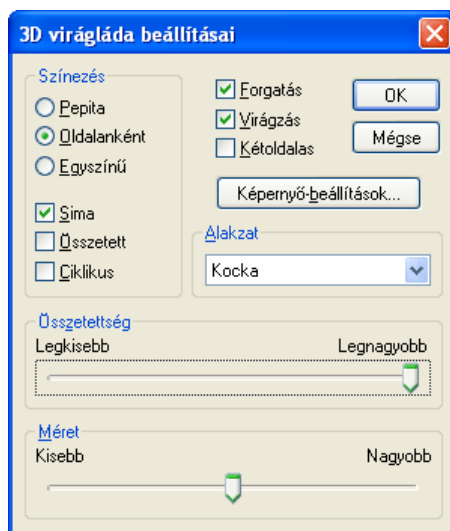 3D virágláda beállításai
Színezés
Pepita
Oldalanként
Egyszínű
Sima
Összetett
Ciklikus
Forgatás
Virágzás
Kétoldalas
OK
Mégse
Képernyő-beállítások...
Alakzat
Kocka
Összetettség
Legkisebb Legnagyobb
Méret
Kisebb Nagyobb